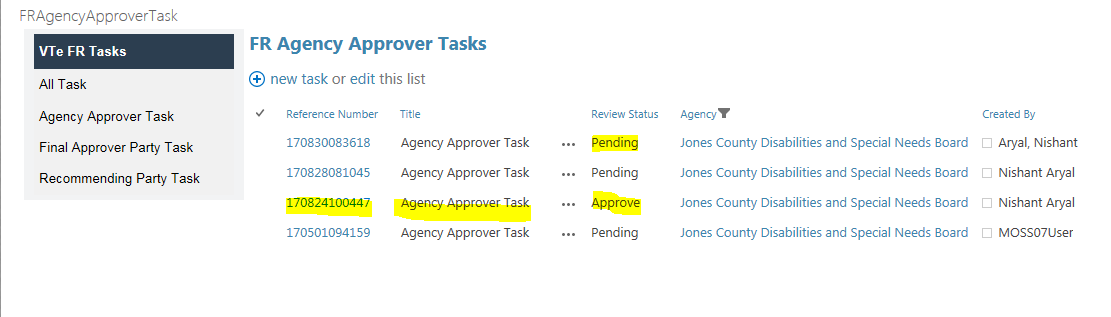 FRAgencyApproverTask
VTe FR Tasks
All Task
Agency Approver Task
Final Approver Party Task
Recommending Party Task
FR Agency Approver Tasks
new task or edit this list
Reference Number Title Review Status Agency Created By
170830083618 Agency Approver Task ... Pending Jones County Disabilities and Special Needs Board Aryal, Nishant
170828081045 Agency Approver Task ... Pending Jones County Disabilities and Special Needs Board Nishant Aryal
170824100447 Agency Approver Task ... Approve Jones County Disabilities and Special Needs Board Nishant Aryal
170501094159 Agency Approver Task ... Pending Jones County Disabilities and Special Needs Board MOSS07User